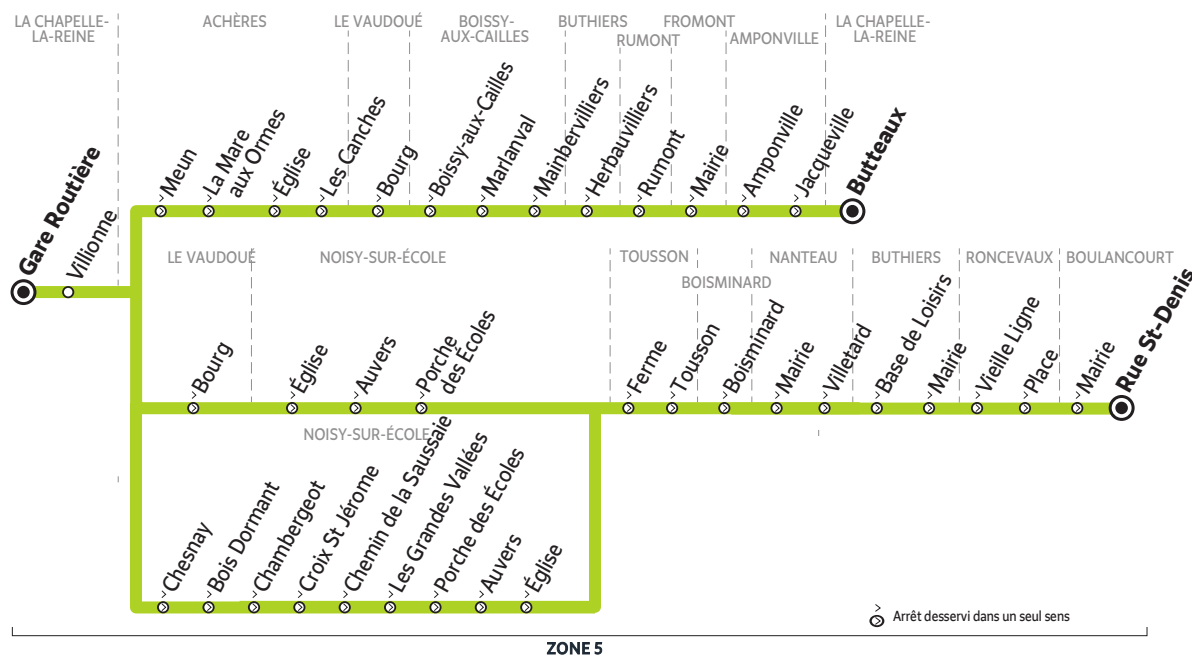 LA CHAPELLE-
LA-REINE
ACHÈRES
LE VAUDOUÉ
BOISSY-
AUX-CAILLES
BUTHIERS
RUMONT
FROMONT
AMPONVILLE
LA CHAPELLE-
LA-REINE
Gare Routière
Villionne
Meun
La Mare
aux Ormes
Église
Les Canches
Bourg
Boissy-aux-Cailles
Marlanval
Mainbervilliers
Herbauvilliers
Rumont
Mairie
Amponville
Jacqueville
Butteaux
LE VAUDOUÉ
NOISY-SUR-ÉCOLE
TOUSSON
BOISMINARD
NANTEAU
BUTHIERS
RONCEVAUX
BOULANCOURT
Bourg
Église
Auvers
Porche
des Écoles
Ferme
Tousson
Boisminard
Mairie
Villetard
Base de Loisirs
Mairie
Vieille Ligne
Place
Mairie
Rue St-Denis
NOISY-SUR-ÉCOLE
Chesnay
Bois Dormant
Chambergeot
Croix St Jérome
Chemin de la Saussaie
Les Grandes Vallées
Porche des Écoles
Auvers
Église
Arrêt desservi dans un seul sens
ZONE 5